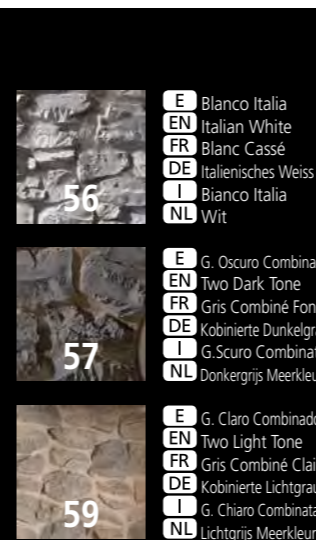 56
E Blanco Italia
EN Italian White
FR Blanc Cassé
DE Italienisches Weiss
I Bianco Italia
NL Wit
57
E G. Oscuro Combina
EN Two Dark Tone
FR Gris Combiné Fon
DE Kobinierte Dunkelgra
I G.Scuro Combinat
NL Donkergrijs Meerkleu
59
E G. Claro Combinado
EN Two Light Tone
FR Gris Combiné Clai
DE Kobinierte Lichtgrau
I G. Chiaro Combinata
NL Lichtgrijs Meerkleur